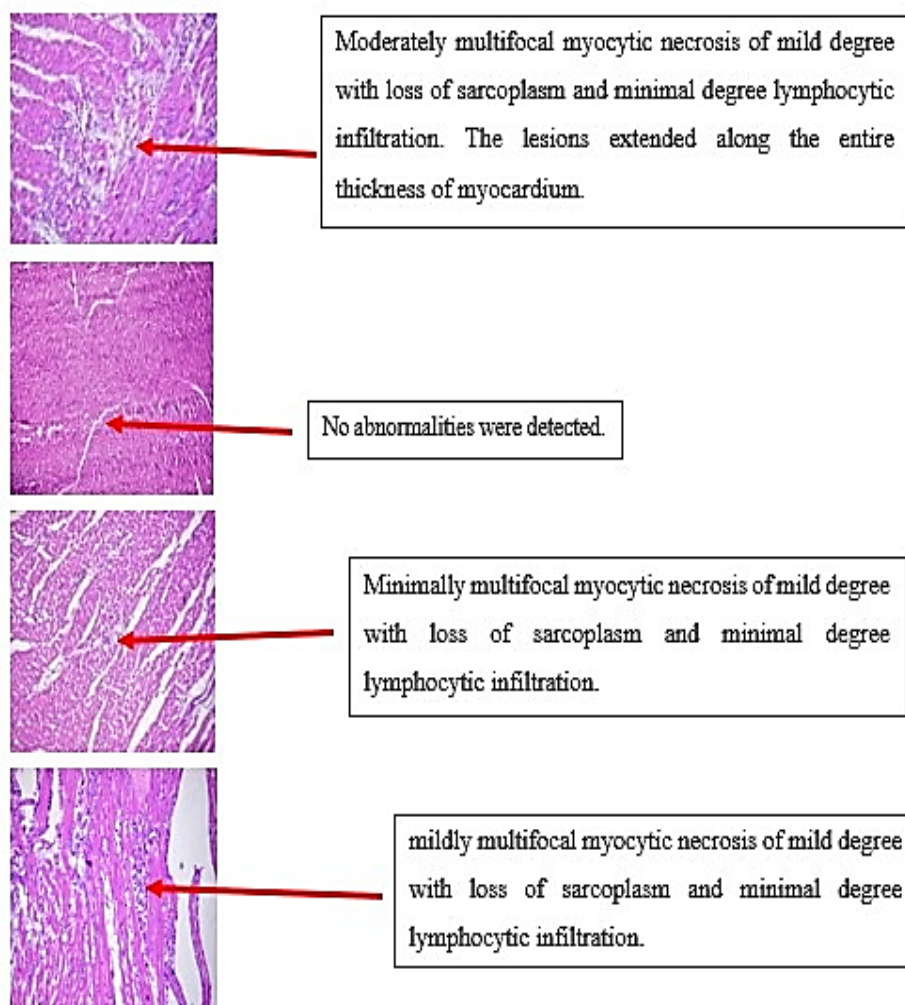 Moderately multifocal myocytic necrosis of mild degree
with loss of sarcoplasm and minimal degree lymphocytic
infiltration. The lesions extended along the entire
thickness of myocardium.
No abnormalities were detected.
Minimally multifocal myocytic necrosis of mild degree
with loss of sarcoplasm and minimal degree
lymphocytic infiltration.
mildly multifocal myocytic necrosis of mild degree
with loss of sarcoplasm and minimal degree
lymphocytic infiltration.